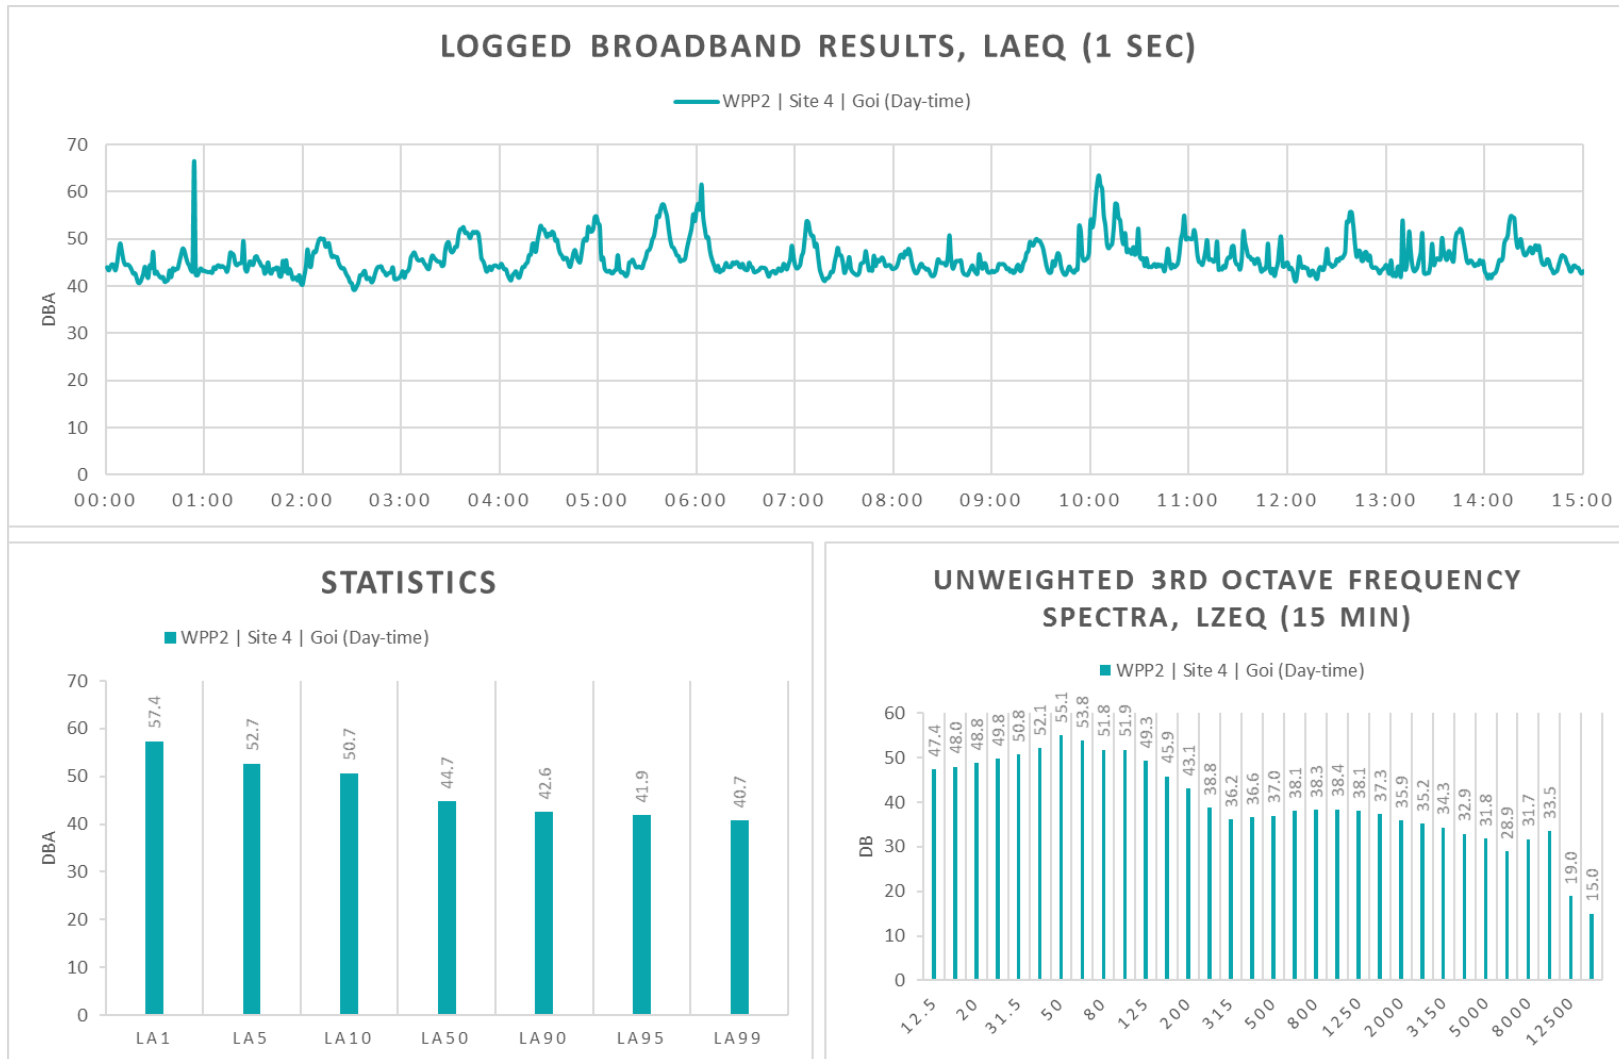 LOGGED BROADBAND RESULTS, LAEQ (1 SEC)
WPP2 | Site 4 | Goi (Day-time)
DBA
70
60
50
40
30
20
10
0
00:00 01:00 02:00 03:00 04:00 05:00 06:00 07:00 08:00 09:00 10:00 11:00 12:00 13:00 14:00 15:00
STATISTICS
WPP2 | Site 4 | Goi (Day-time)
DBA
70
60
50
40
30
20
10
0
57.4 52.7 50.7 44.7 42.6 41.9 40.7
LA1 LA5 LA10 LA50 LA90 LA95 LA99
UNWEIGHTED 3RD OCTAVE FREQUENCY
SPECTRA, LZEQ (15 MIN)
WPP2 | Site 4 | Goi (Day-time)
DB
60
50
40
30
20
10
0
47.4 48.0 48.8 49.8 50.8 52.1 55.1 53.8 51.8 51.9 49.3 45.9 43.1 38.8 36.2 36.6 37.0 38.1 38.3 38.4 38.1 37.3 35.9 35.2 34.3 32.9 31.8 28.9 31.7 33.5 19.0 15.0
12.5 20 31.5 50 80 125 200 315 500 800 1250 2000 3150 5000 8000 12500